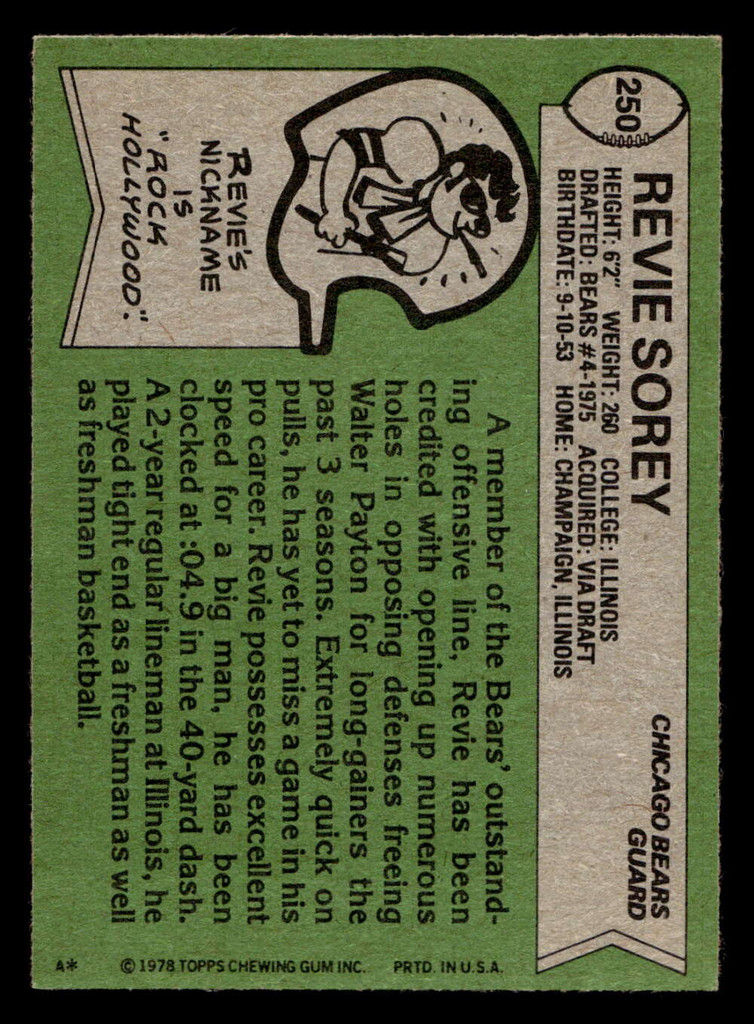 250
REVIE SOREY
CHICAGO BEARS
GUARD
HEIGHT: 6'2" WEIGHT: 260 COLLEGE: ILLINOIS
DRAFTED: BEARS #4-1975 ACQUIRED: VIA DRAFT
BIRTHDATE: 9-10-53 HOME: CHAMPAIGN, ILLINOIS
REVIE'S
NICKNAME
IS
"ROCK
HOLLYWOOD".
A member of the Bears' outstand-
ing offensive line, Revie has been
credited with opening up numerous
holes in opposing defenses freeing
Walter Payton for long-gainers the
past 3 seasons. Extremely quick on
pulls, he has yet to miss a game in his
pro career. Revie possesses excellent
speed for a big man, he has been
clocked at :04.9 in the 40-yard dash.
A 2-year regular lineman at Illinois, he
played tight end as a freshman as well
as freshman basketball.
A* © 1978 TOPPS CHEWING GUM INC. PRTD. IN U.S.A.